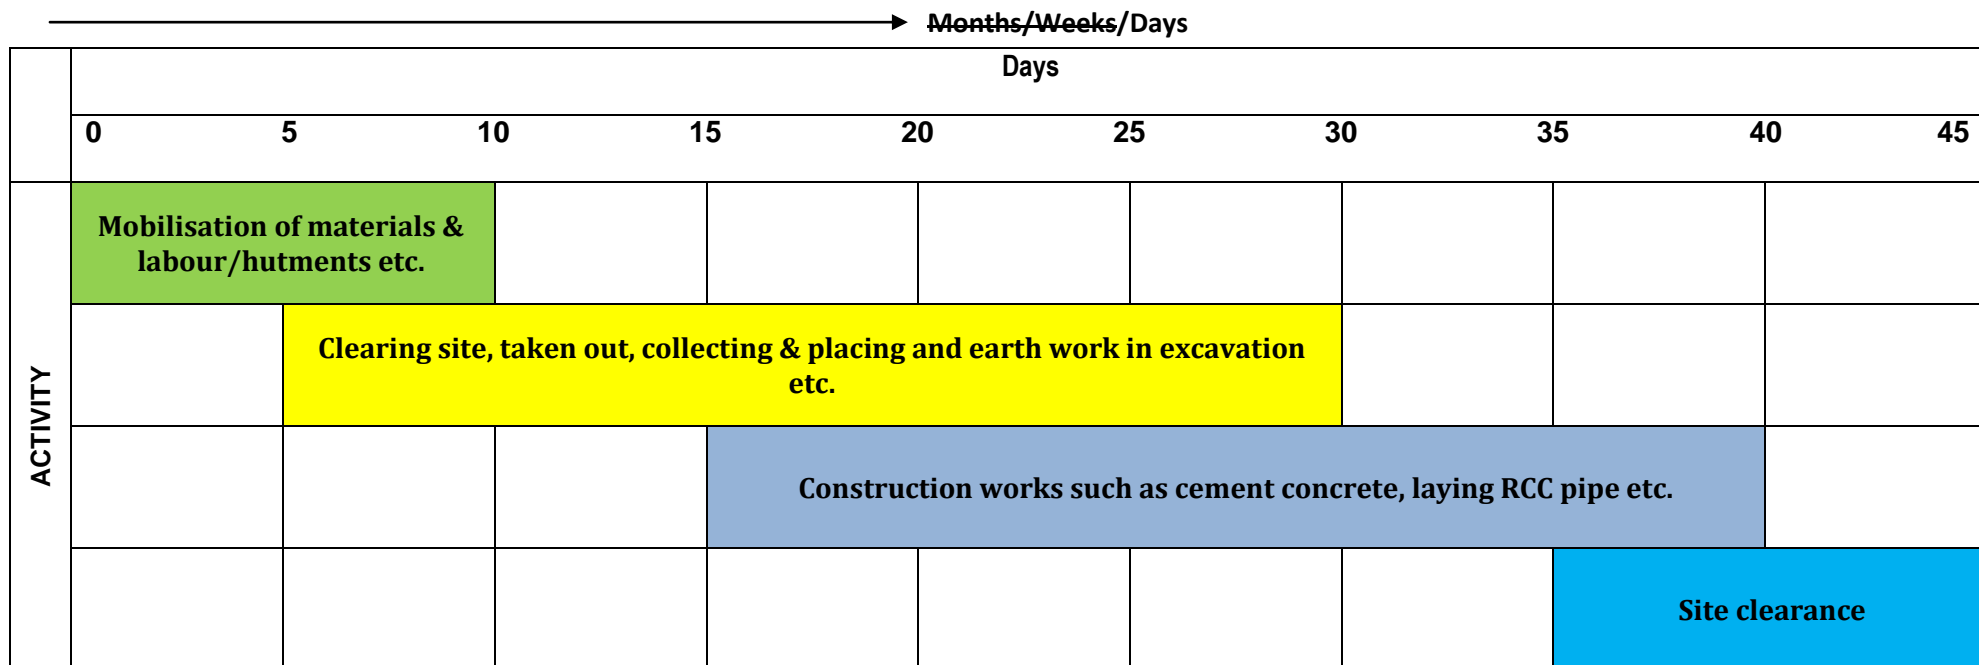 Months/Weeks/Days
Days
0 5 10 15 20 25 30 35 40 45
ACTIVITY
Mobilisation of materials &
labour/hutments etc.
Clearing site, taken out, collecting & placing and earth work in excavation
etc.
Construction works such as cement concrete, laying RCC pipe etc.
Site clearance